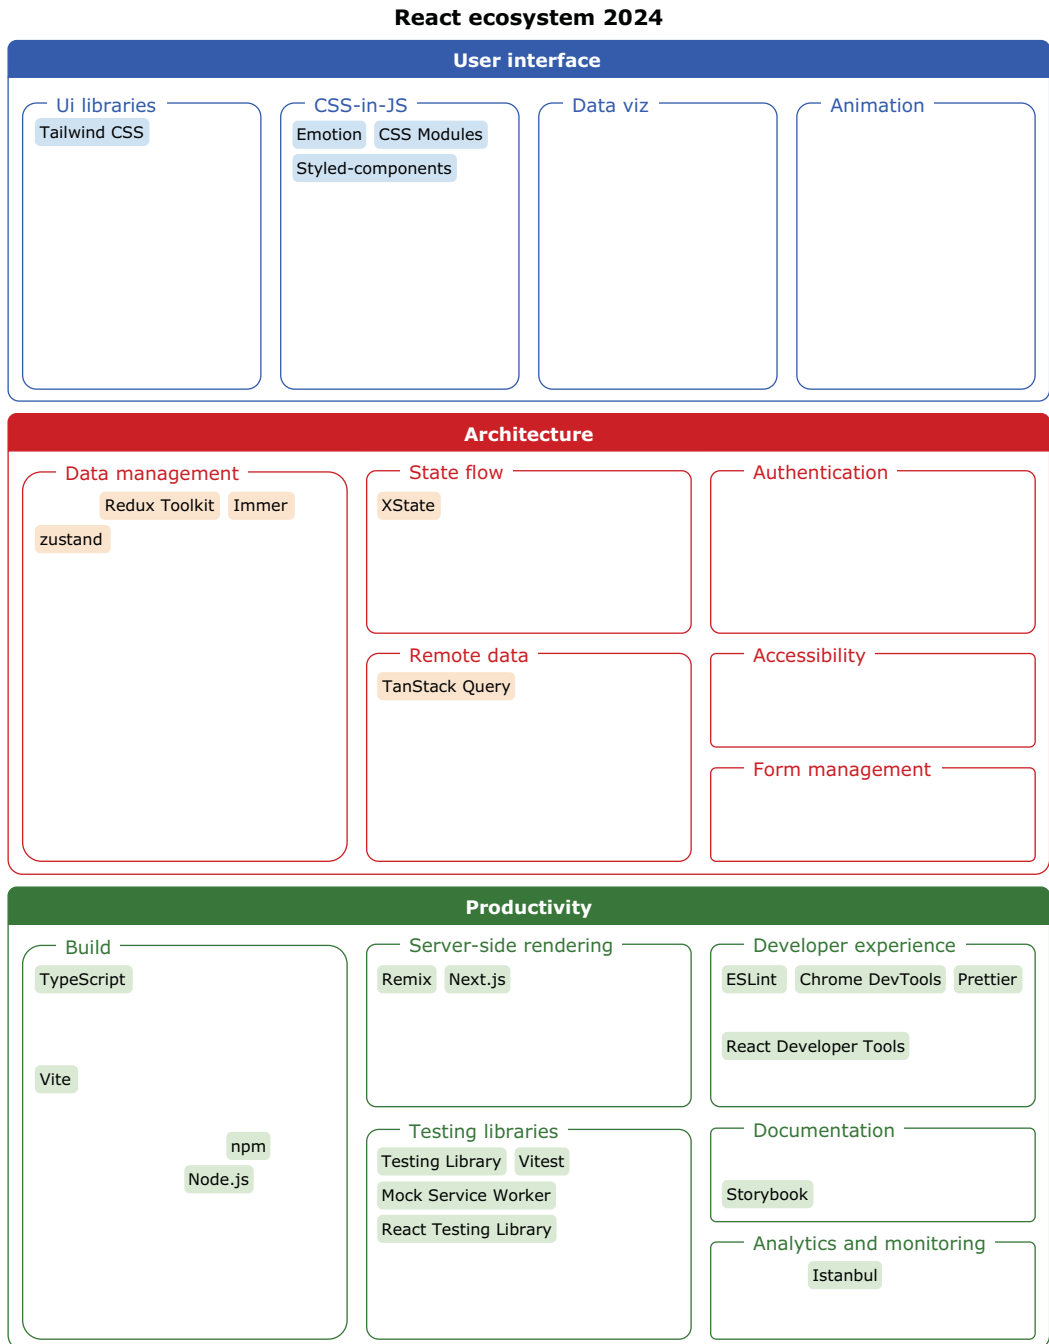 React ecosystem 2024
User interface
Ui libraries
Tailwind CSS
CSS-in-JS
Emotion CSS Modules
Styled-components
Data viz
Animation
Architecture
Data management
Redux Toolkit Immer
zustand
State flow
XState
Authentication
Remote data
TanStack Query
Accessibility
Form management
Productivity
Build
TypeScript
Vite
npm
Node.js
Server-side rendering
Remix Next.js
Developer experience
ESLint Chrome DevTools Prettier
React Developer Tools
Testing libraries
Testing Library Vitest
Mock Service Worker
React Testing Library
Documentation
Storybook
Analytics and monitoring
Istanbul